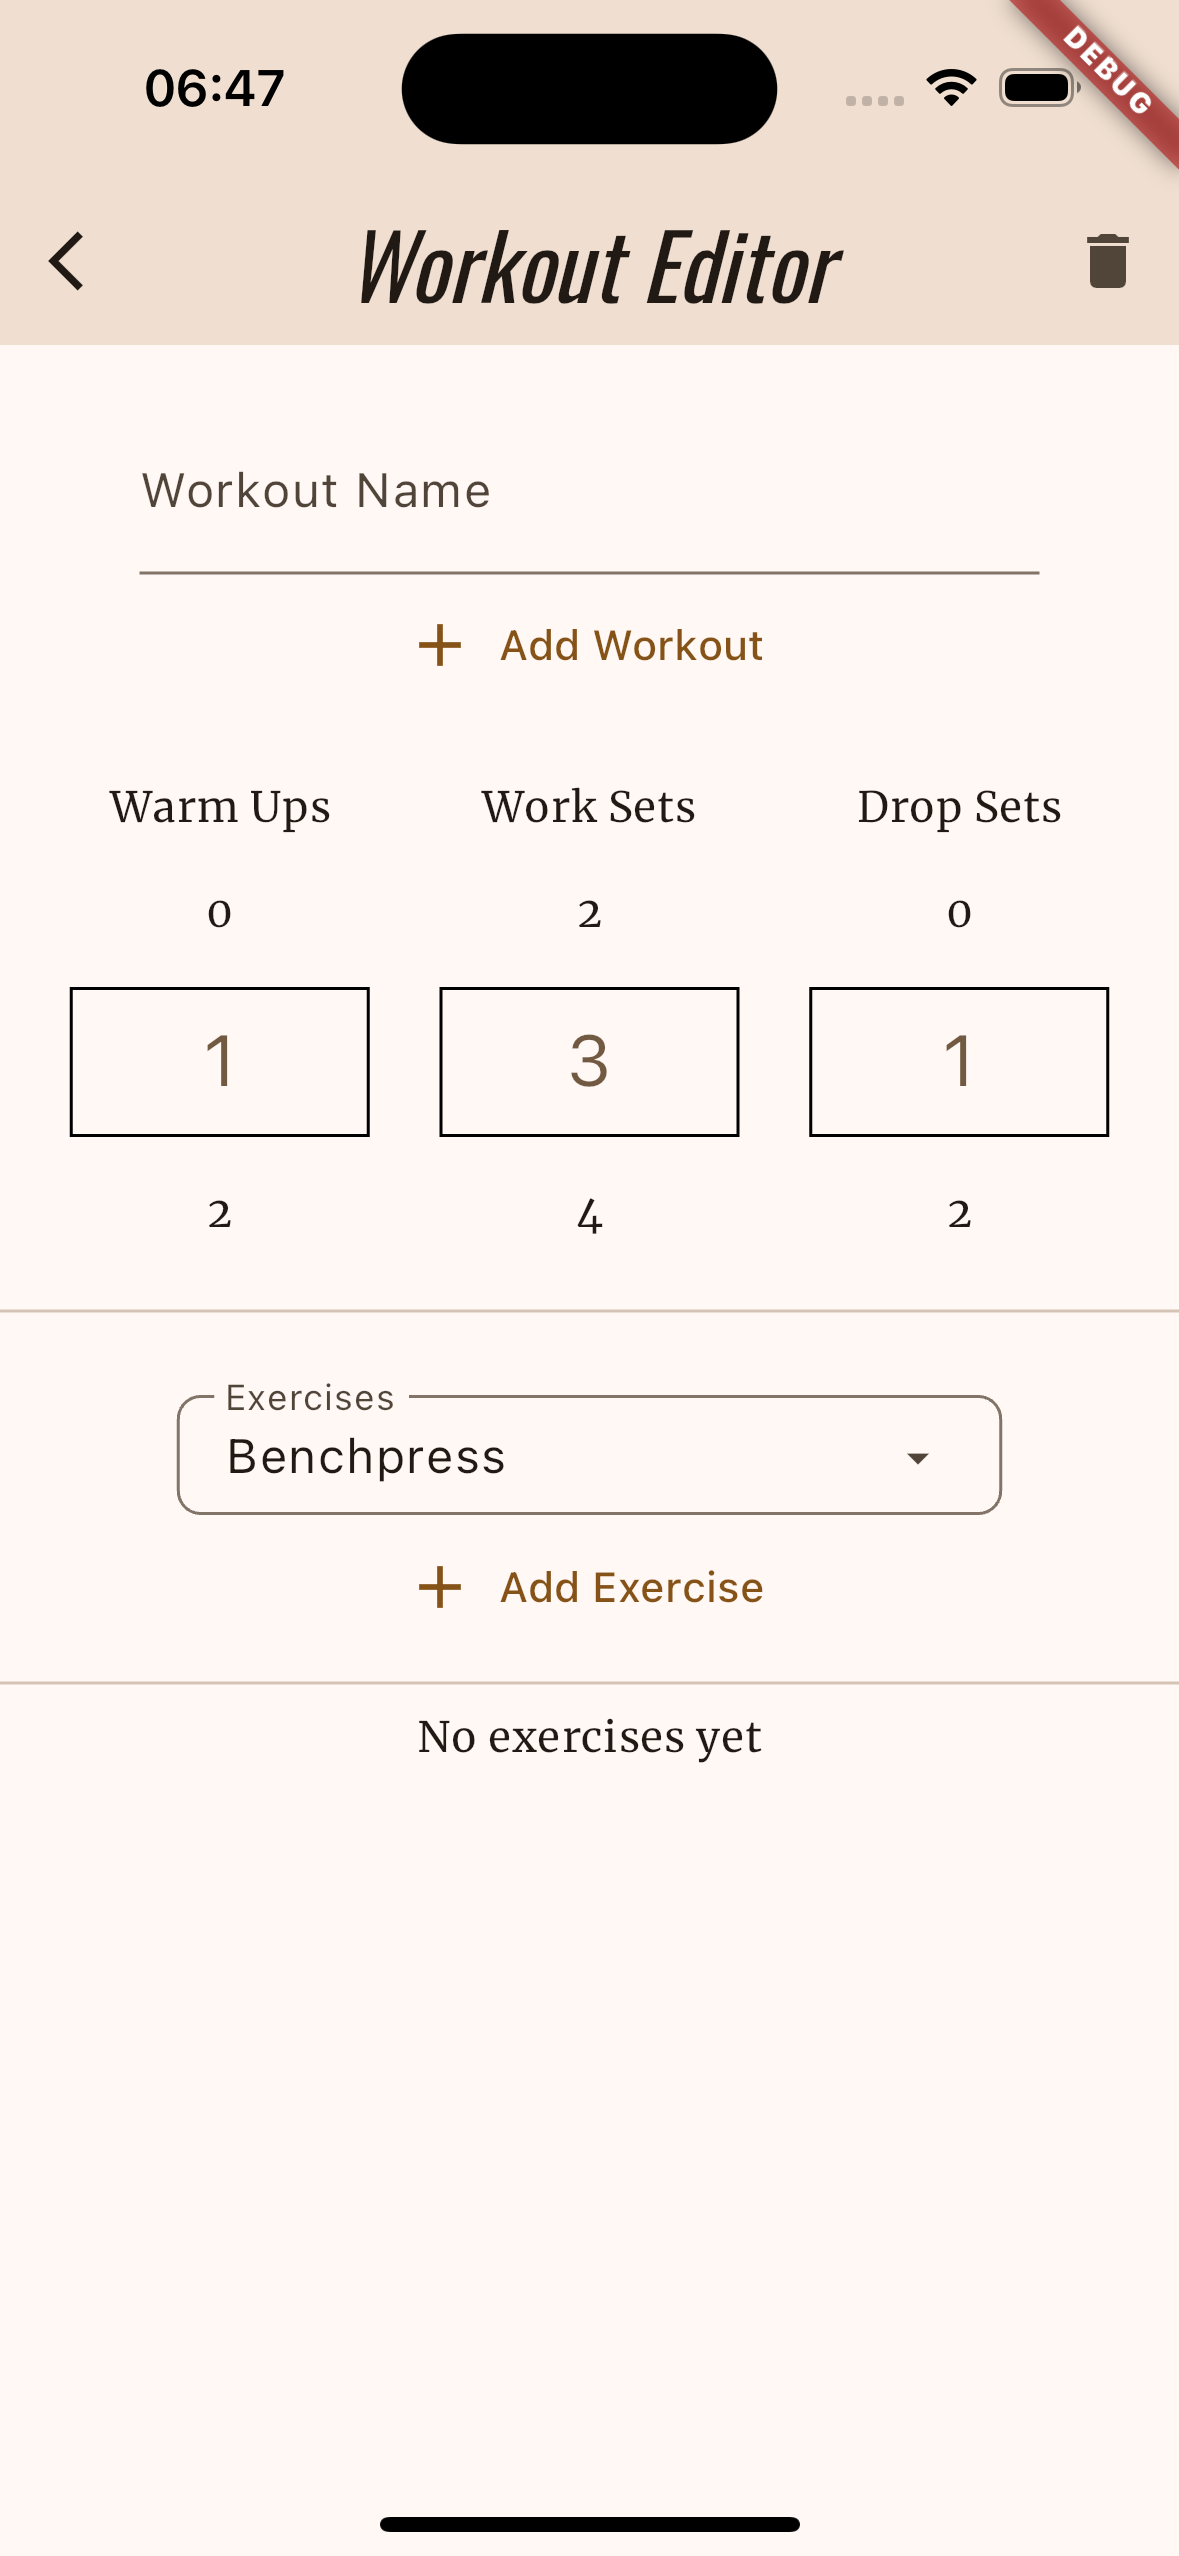 06:47
DEBUG
Workout Editor
Workout Name
Add Workout
Warm Ups Work Sets Drop Sets
0 2 0
1 3 1
2 4 2
Exercises
Benchpress
Add Exercise
No exercises yet